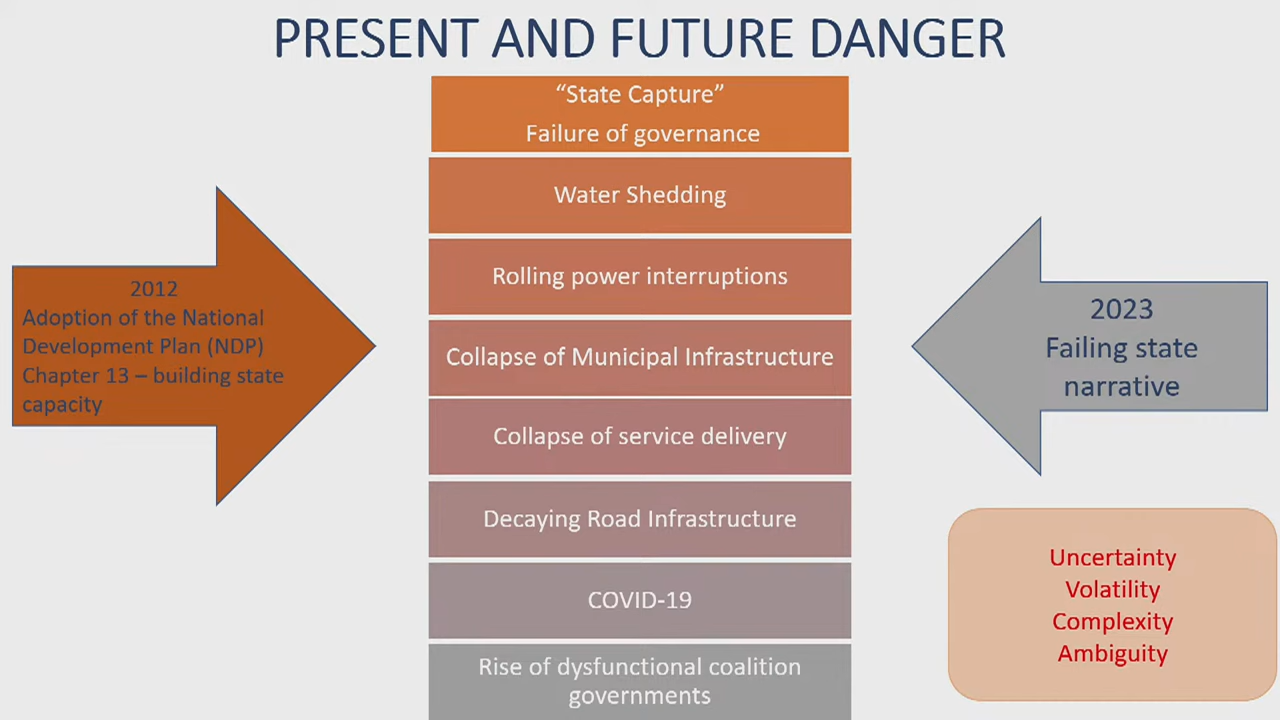 PRESENT AND FUTURE DANGER
“State Capture”
Failure of governance
Water Shedding
Rolling power interruptions
Collapse of Municipal Infrastructure
Collapse of service delivery
Decaying Road Infrastructure
COVID-19
Rise of dysfunctional coalition
governments
2012
Adoption of the National
Development Plan (NDP)
Chapter 13 – building state
capacity
2023
Failing state
narrative
Uncertainty
Volatility
Complexity
Ambiguity